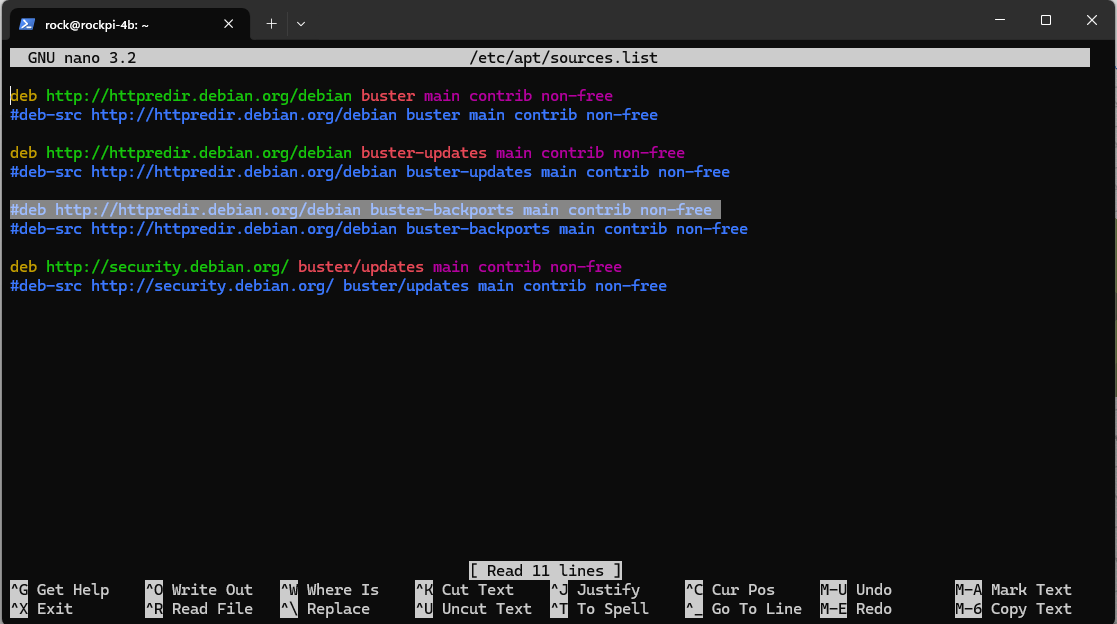 rock@rockpi-4b: ~
GNU nano 3.2 /etc/apt/sources.list
deb http://httpredir.debian.org/debian buster main contrib non-free
#deb-src http://httpredir.debian.org/debian buster main contrib non-free
deb http://httpredir.debian.org/debian buster-updates main contrib non-free
#deb-src http://httpredir.debian.org/debian buster-updates main contrib non-free
#deb http://httpredir.debian.org/debian buster-backports main contrib non-free
#deb-src http://httpredir.debian.org/debian buster-backports main contrib non-free
deb http://security.debian.org/ buster/updates main contrib non-free
#deb-src http://security.debian.org/ buster/updates main contrib non-free
[ Read 11 lines ]
^G Get Help ^O Write Out ^W Where Is ^K Cut Text ^J Justify ^C Cur Pos M-U Undo M-A Mark Text
^X Exit ^R Read File ^\ Replace ^U Uncut Text ^T To Spell ^_ Go To Line M-E Redo M-6 Copy Text